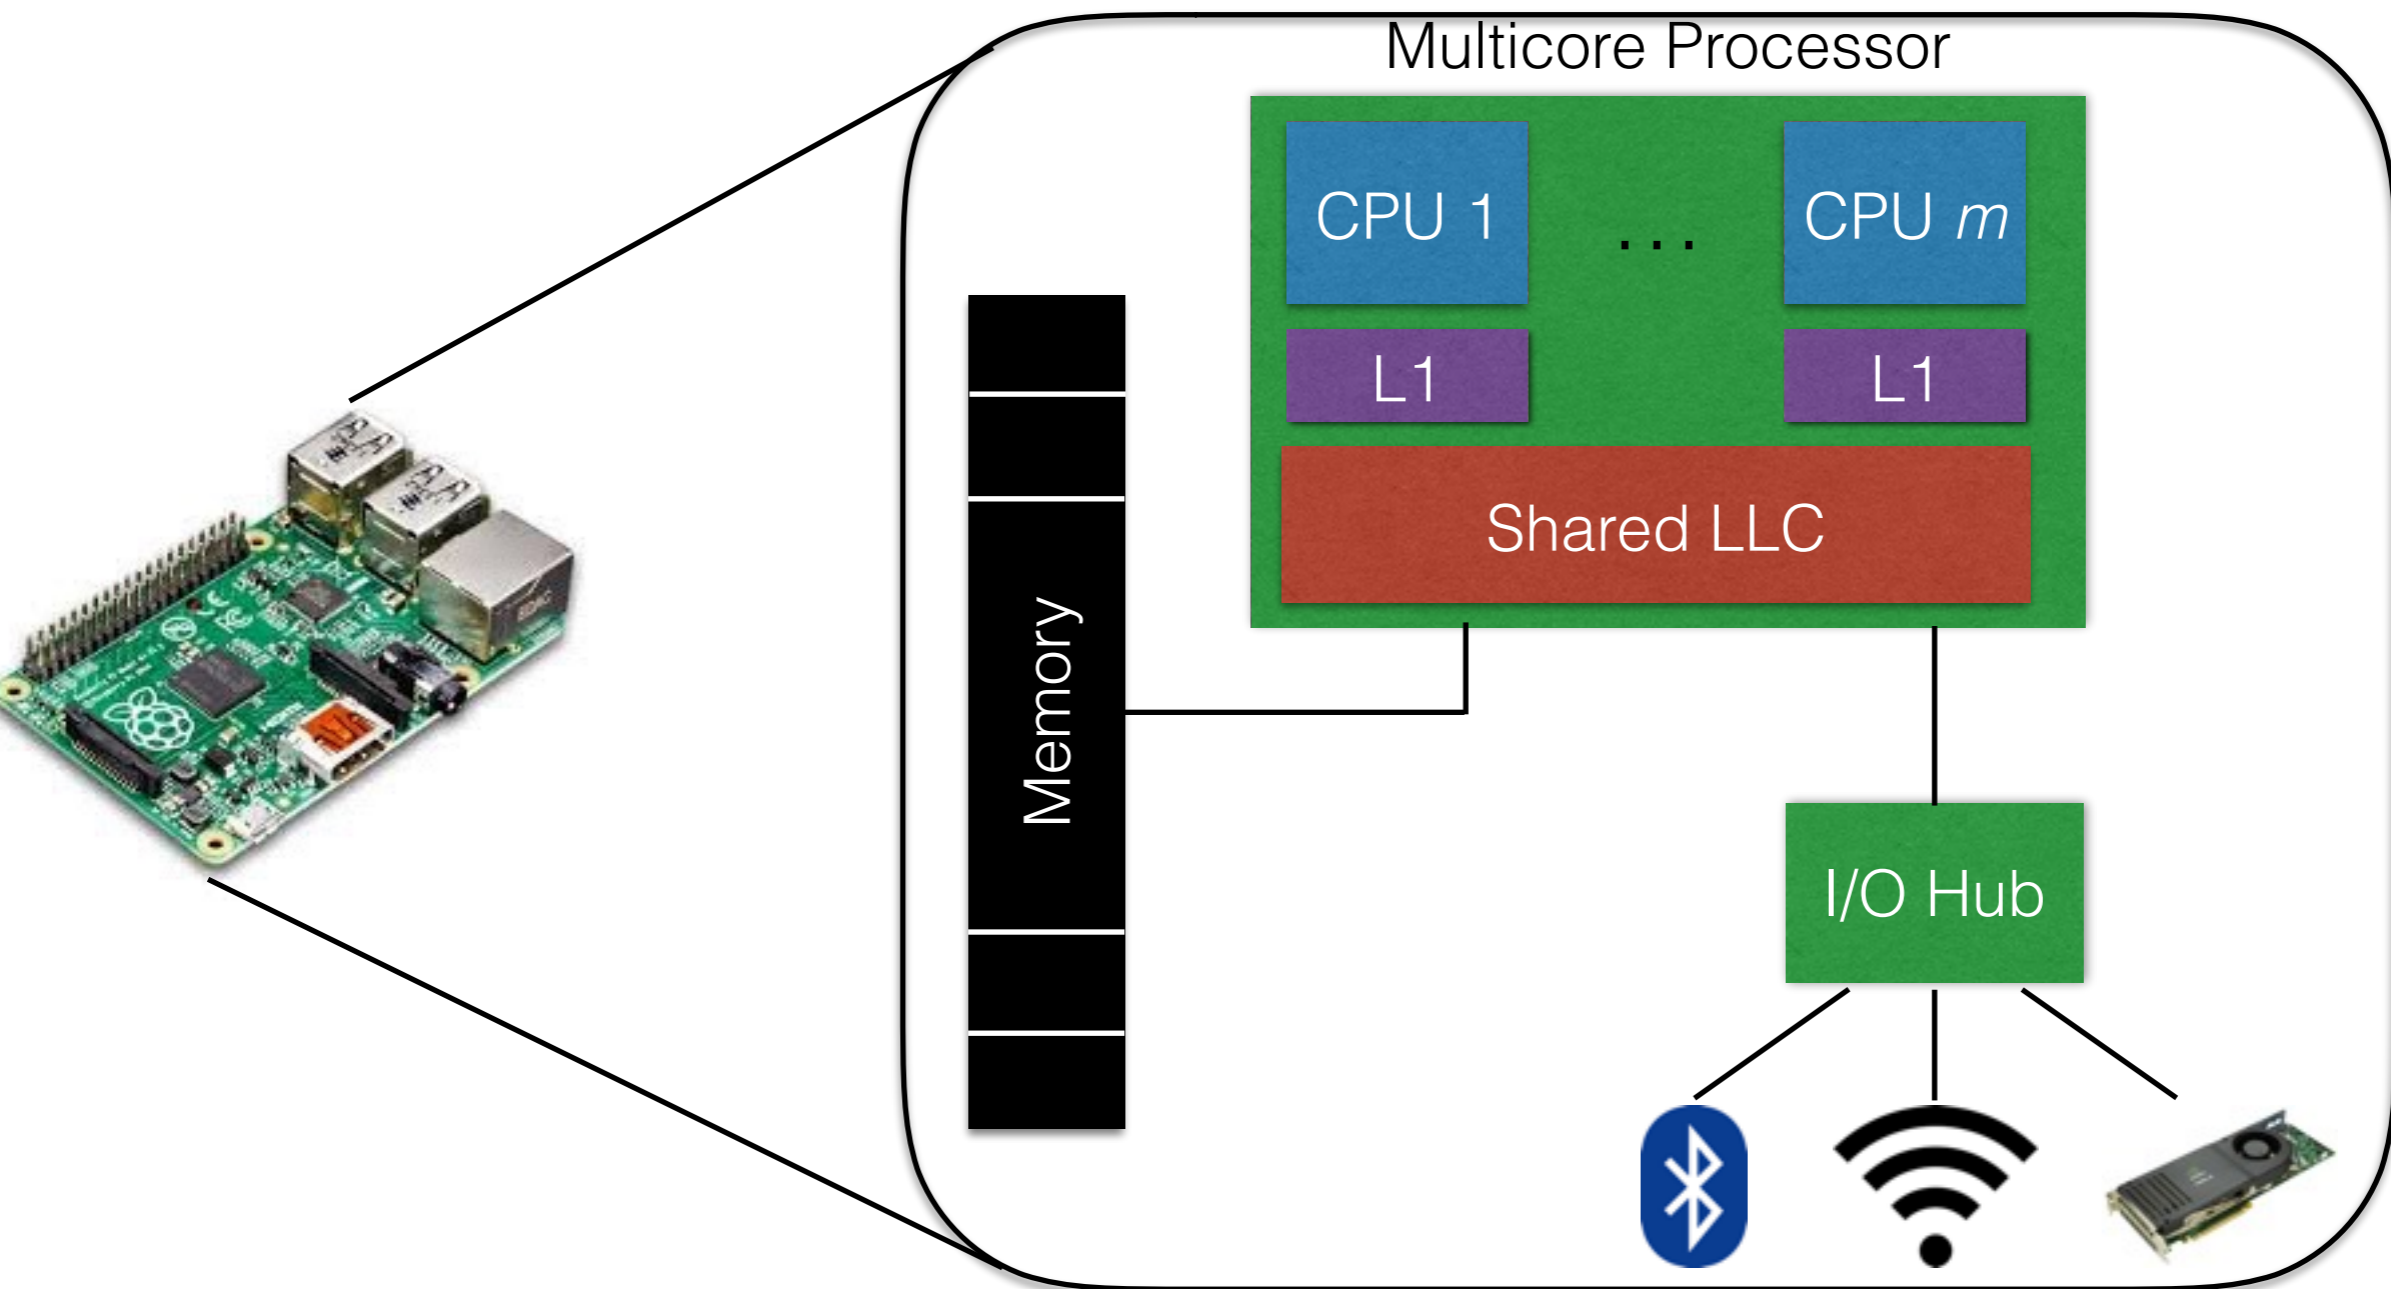 Multicore Processor
CPU 1
...
CPU m
L1
L1
Shared LLC
Memory
I/O Hub